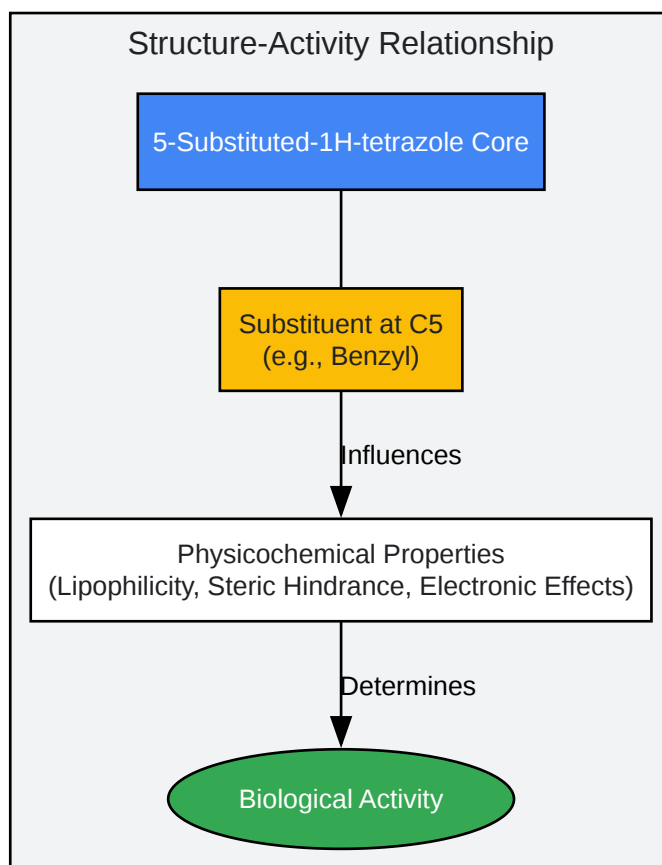 Structure-Activity Relationship
5-Substituted-1H-tetrazole Core
Substituent at C5
(e.g., Benzyl)
Influences
Physicochemical Properties
(Lipophilicity, Steric Hindrance, Electronic Effects)
Determines
Biological Activity